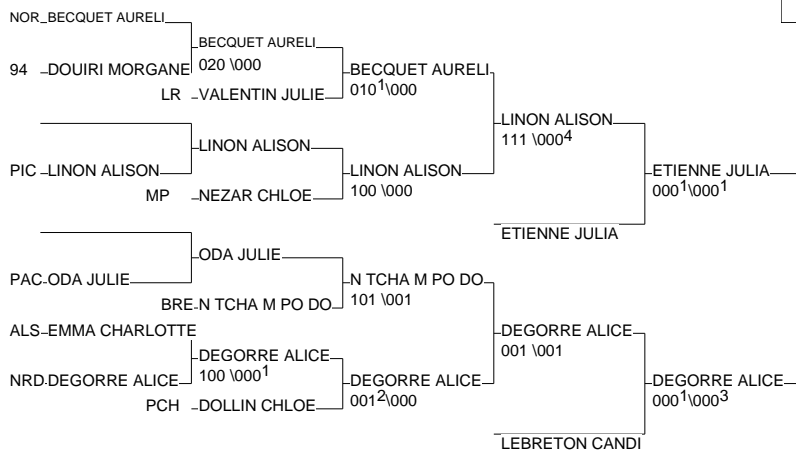 NOR BECQUET AURELI
BECQUET AURELI
020 \000
94 DOUIRI MORGANE
BECQUET AURELI
010¹\000
LR VALENTIN JULIE
LINON ALISON
111 \000⁴
LINON ALISON
PIC LINON ALISON
LINON ALISON
100 \000
ETIENNE JULIA
000¹\000¹
MP NEZAR CHLOE
ETIENNE JULIA
ODA JULIE
PAC ODA JULIE
N TCHA M PO DO
101 \001
BRE N TCHA M PO DO
ALS EMMA CHARLOTTE
DEGORRE ALICE
001 \001
DEGORRE ALICE
100 \000¹
NRD DEGORRE ALICE
DEGORRE ALICE
001²\000
DEGORRE ALICE
000¹\000³
PCH DOLLIN CHLOE
LEBRETON CANDI